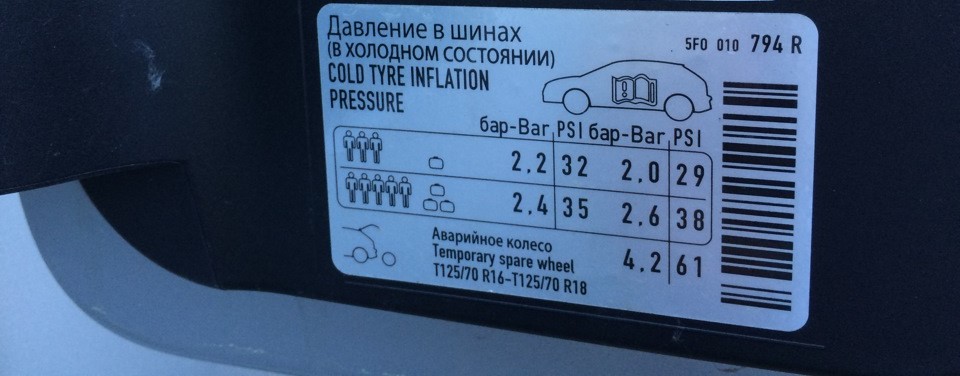 Давление в шинах
(В ХОЛОДНОМ СОСТОЯНИИ)
COLD TYRE INFLATION
PRESSURE
5F0 010 794 R
бар-Bar PSI бар-Bar PSI
2,2 32 2.0 29
2.4 35 2.6 38
Аварийное колесо
Temporary spare wheel
T125/70 R16-T125/70 R18
4.2 61